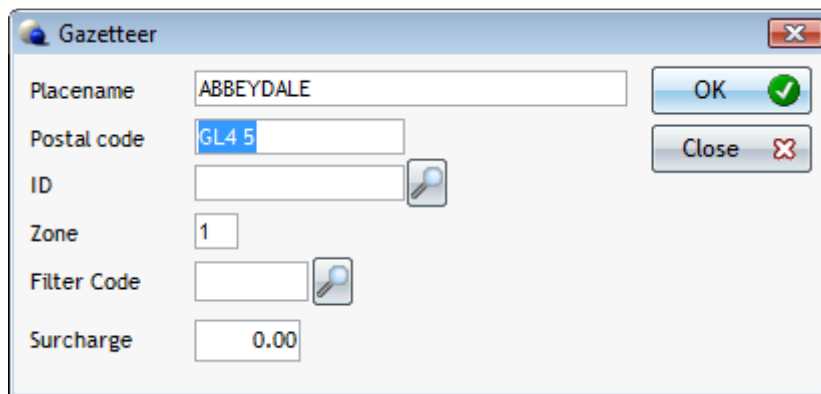 Gazetteer
Placename ABBEYDALE OK
Postal code GL4 5
Close
ID
Zone 1
Filter Code
Surcharge 0.00